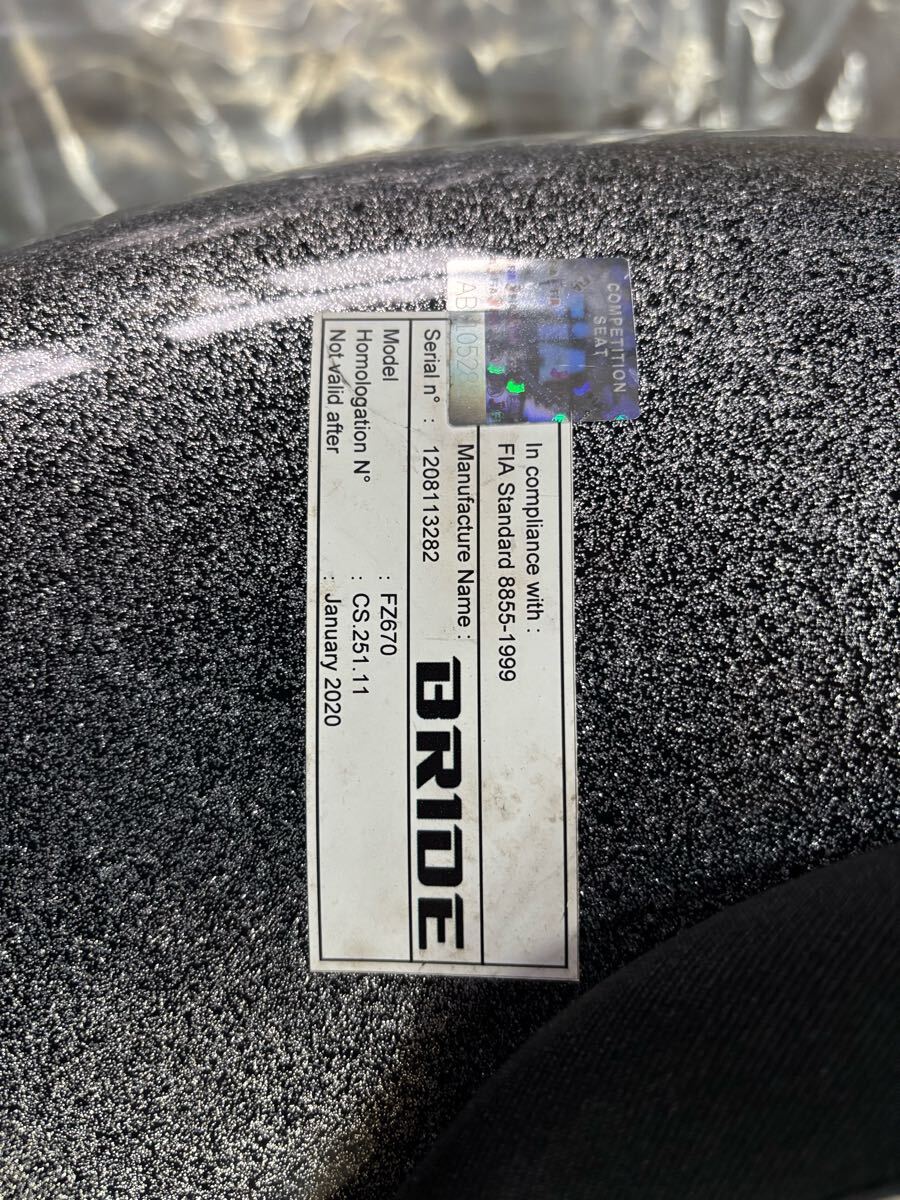 COMPETITION
SEAT
In compliance with :
FIA Standard 8855-1999
Manufacture Name :
BRIDE
Serial n° : 1208113282
Model : FZ670
Homologation N° : CS.251.11
Not valid after : January 2020